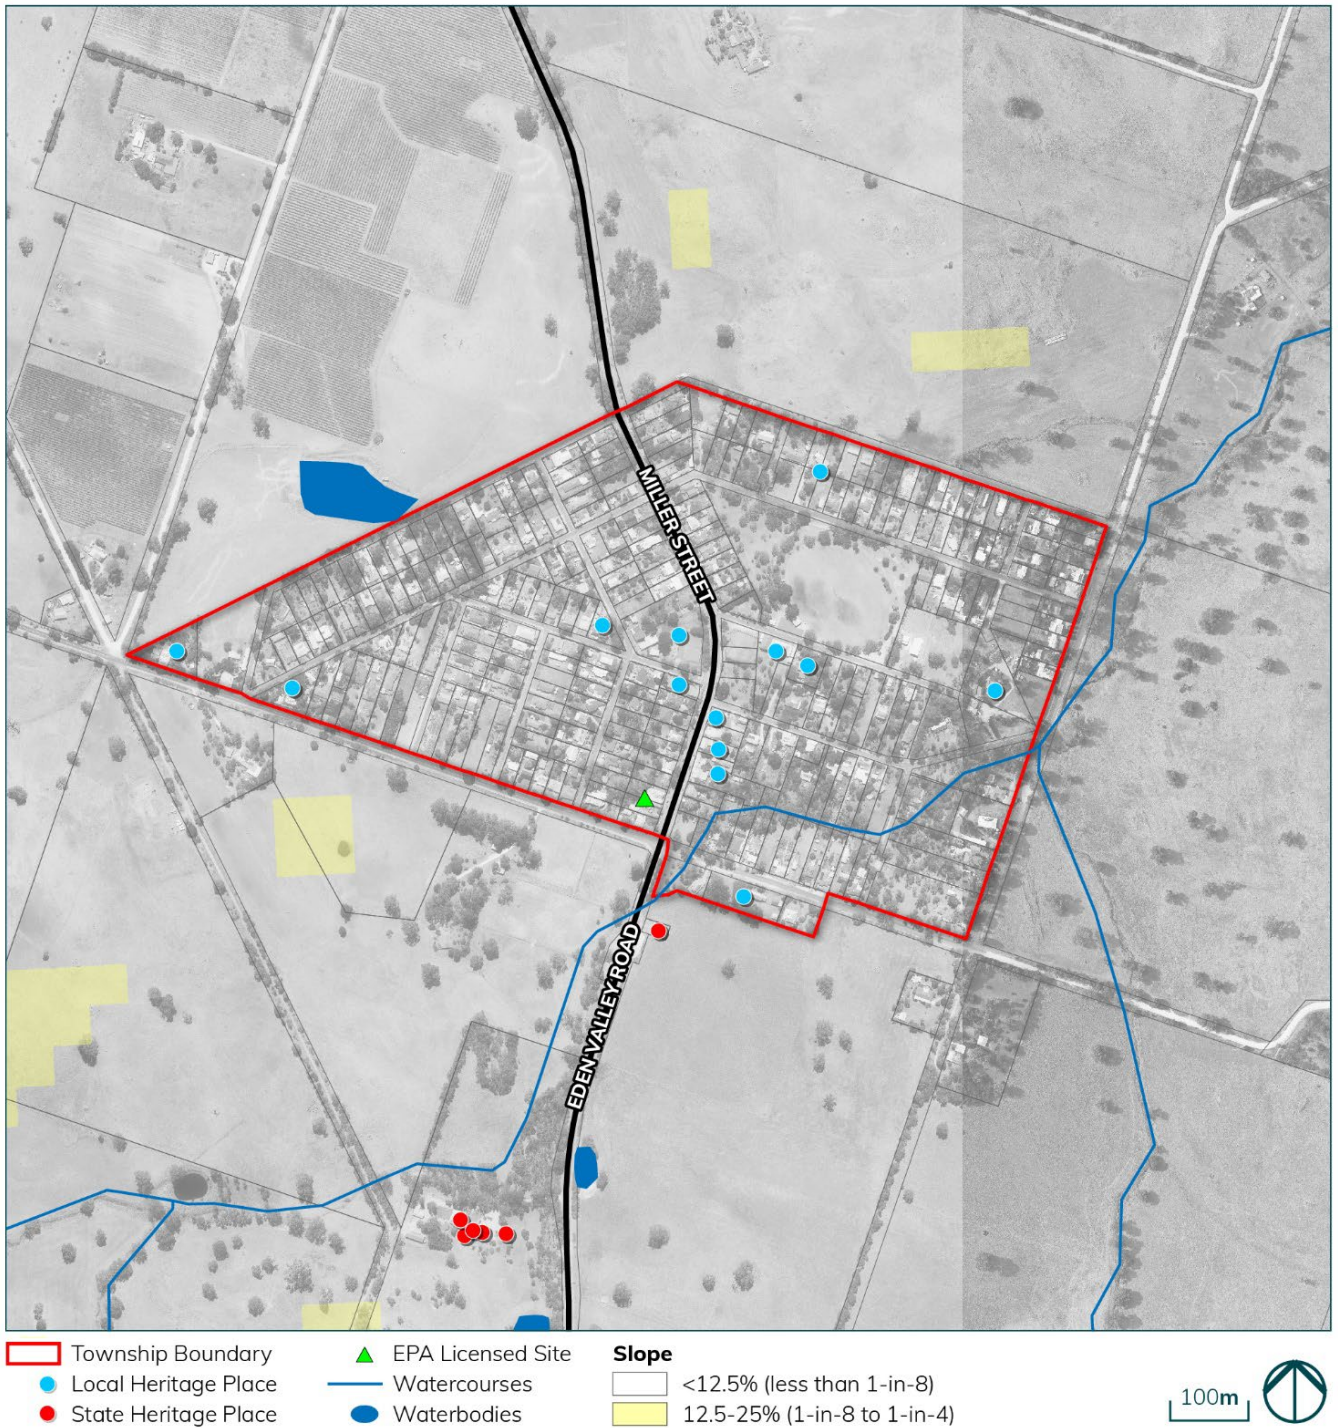 MILLER STREET
EDEN VALLEY ROAD
Township Boundary
EPA Licensed Site
Slope
Local Heritage Place
Watercourses
<12.5% (less than 1-in-8)
State Heritage Place
Waterbodies
12.5-25% (1-in-8 to 1-in-4)
100m